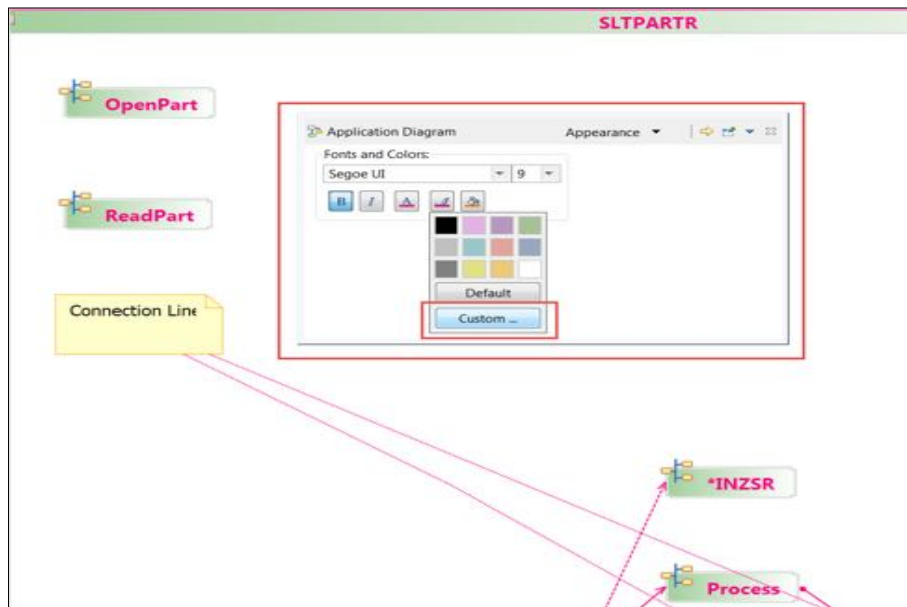 SLTPARTR
OpenPart
Application Diagram
Appearance
Fonts and Colors:
Segoe UI
9
B I A
ReadPart
Default
Custom ...
Connection Line
*INZSR
Process